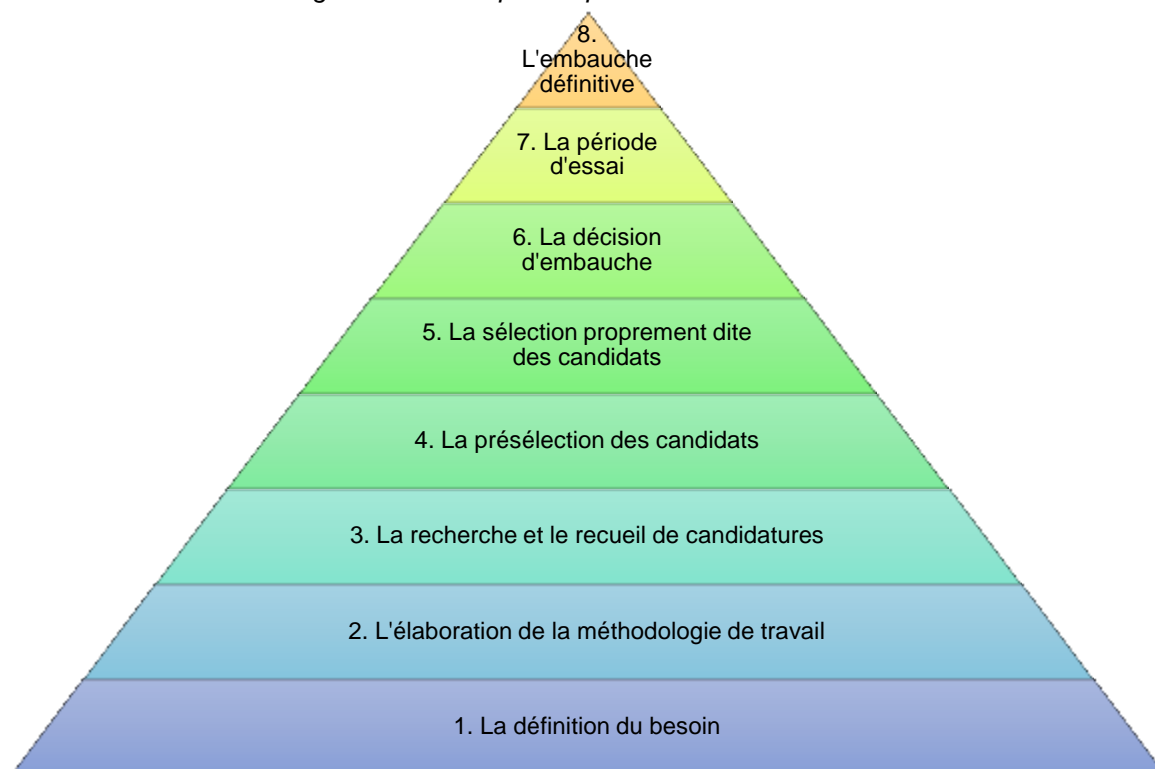 8.
L'embauche
définitive
7. La période
d'essai
6. La décision
d'embauche
5. La sélection proprement dite
des candidats
4. La présélection des candidats
3. La recherche et le recueil de candidatures
2. L'élaboration de la méthodologie de travail
1. La définition du besoin